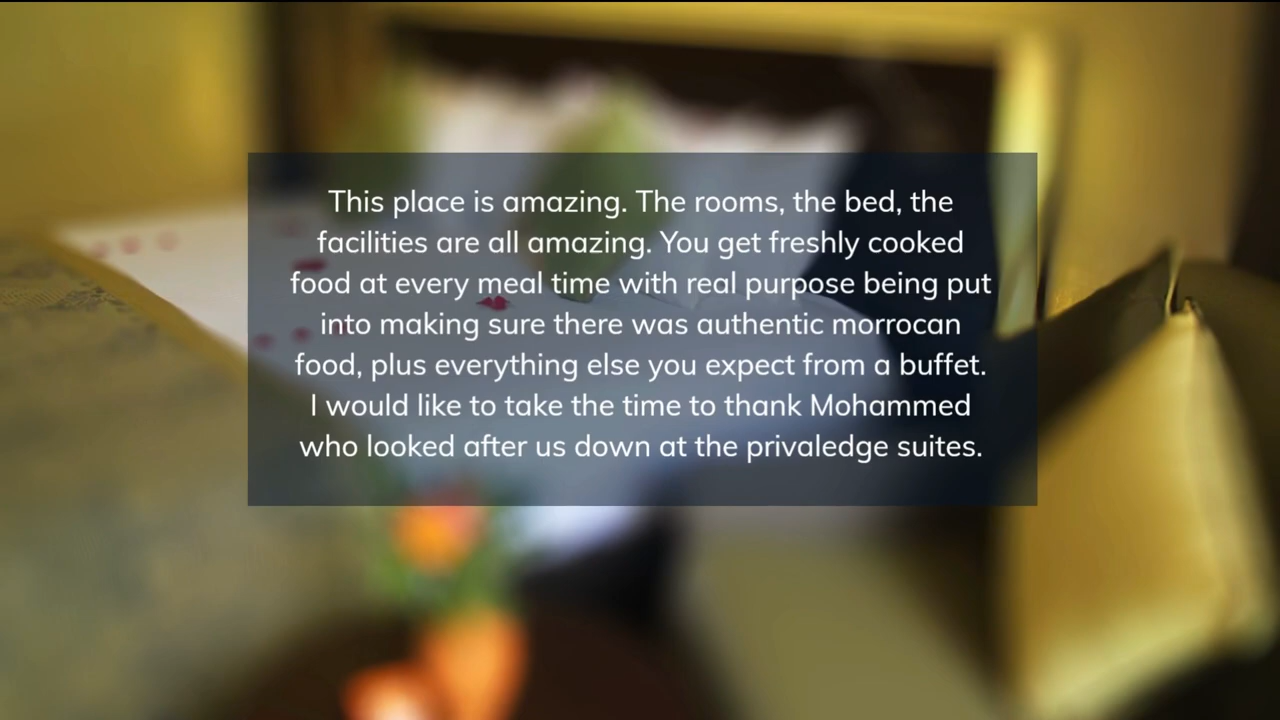 This place is amazing. The rooms, the bed, the
facilities are all amazing. You get freshly cooked
food at every meal time with real purpose being put
into making sure there was authentic morrocan
food, plus everything else you expect from a buffet.
I would like to take the time to thank Mohammed
who looked after us down at the privaledge suites.